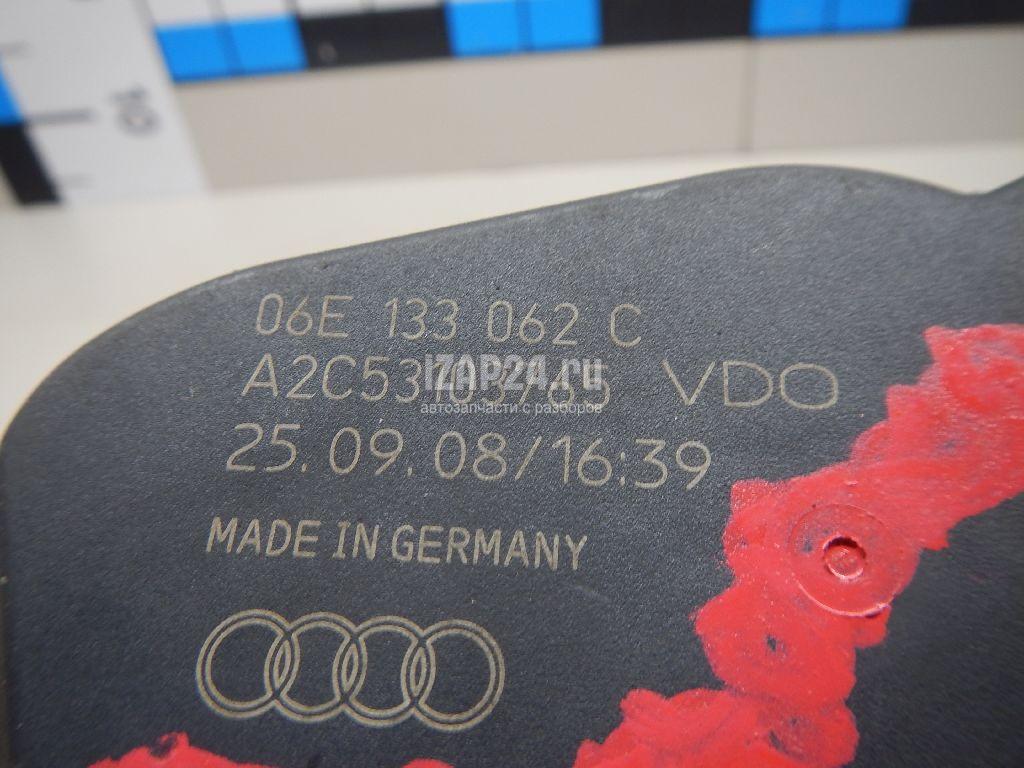 06E 133 062 C
VDO
iZAP24.ru
автозапчасти с разборов
25.09.08/16:39
MADE IN GERMANY